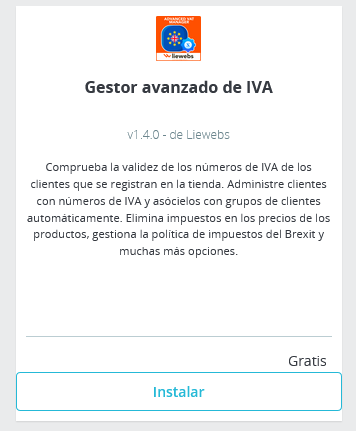 ADVANCED VAT
MANAGER
liewebs
Gestor avanzado de IVA
v1.4.0 - de Liewebs
Comprueba la validez de los números de IVA de los
clientes que se registran en la tienda. Administre clientes
con números de IVA y asócielos con grupos de clientes
automáticamente. Elimina impuestos en los precios de los
productos, gestiona la política de impuestos del Brexit y
muchas más opciones.
Gratis
Instalar